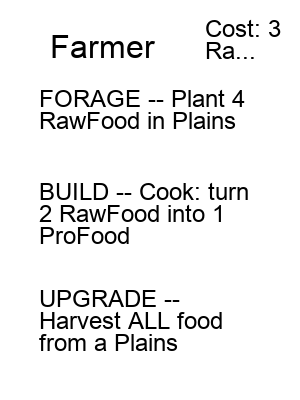 Farmer
Cost: 3
Ra...
FORAGE -- Plant 4
RawFood in Plains
BUILD -- Cook: turn
2 RawFood into 1
ProFood
UPGRADE --
Harvest ALL food
from a Plains